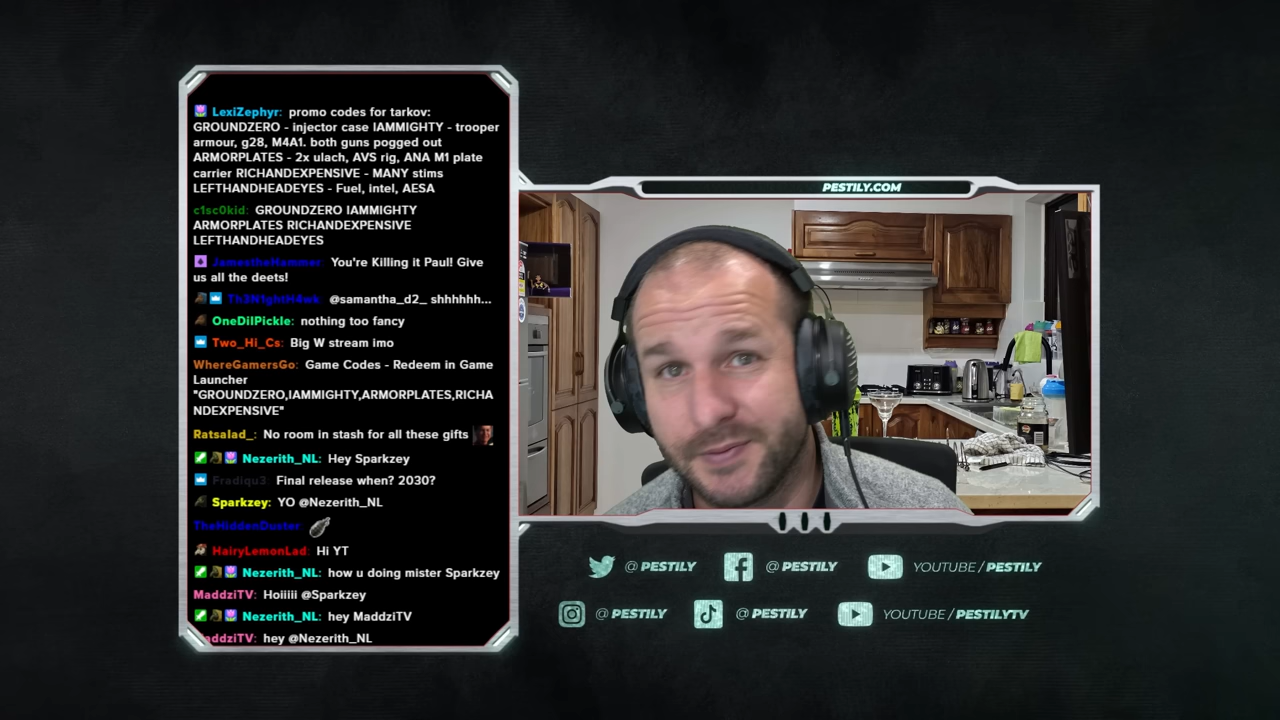 LexiZephyr: promo codes for tarkov:
GROUNDZERO - injector case IAMMIGHTY - trooper
armour, g28, M4A1. both guns pogged out
ARMORPLATES - 2x ulach, AVS rig, ANA M1 plate
carrier RICHANDEXPENSIVE - MANY stims
LEFTHANDHEADEYES - Fuel, intel, AESA
c1sc0kid: GROUNDZERO IAMMIGHTY
ARMORPLATES RICHANDEXPENSIVE
LEFTHANDHEADEYES
JamestheHammer: You're Killing it Paul! Give
us all the deets!
Th3N1ghtH4wk: @samantha_d2_ shhhhhh...
OneDilPickle: nothing too fancy
Two_Hi_Cs: Big W stream imo
WhereGamersGo: Game Codes - Redeem in Game
Launcher
"GROUNDZERO,IAMMIGHTY,ARMORPLATES,RICHA
NDEXPENSIVE"
Ratsalad_: No room in stash for all these gifts
Nezerith_NL: Hey Sparkzey
Fradiqu3: Final release when? 2030?
Sparkzey: YO @Nezerith_NL
TheHiddenDuster:
HairyLemonLad: Hi YT
Nezerith_NL: how u doing mister Sparkzey
MaddziTV: Hoiiiii @Sparkzey
Nezerith_NL: hey MaddziTV
MaddziTV: hey @Nezerith_NL
PESTILY.COM
@PESTILY
@PESTILY
YOUTUBE/PESTILY
@PESTILY
@PESTILY
YOUTUBE/PESTILYTV